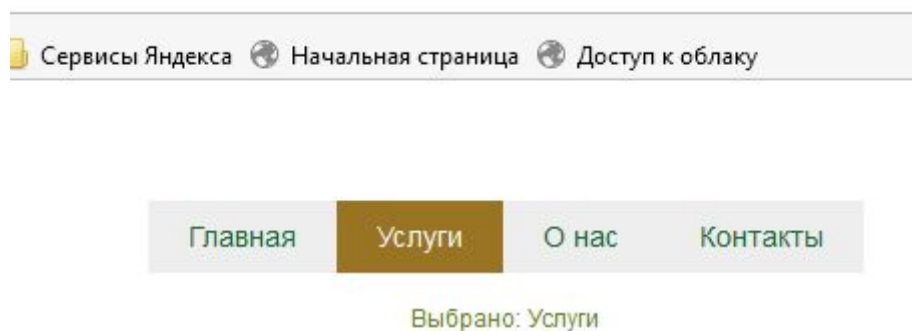 Сервисы Яндекса Начальная страница Доступ к облаку
Главная Услуги О нас Контакты
Выбрано: Услуги